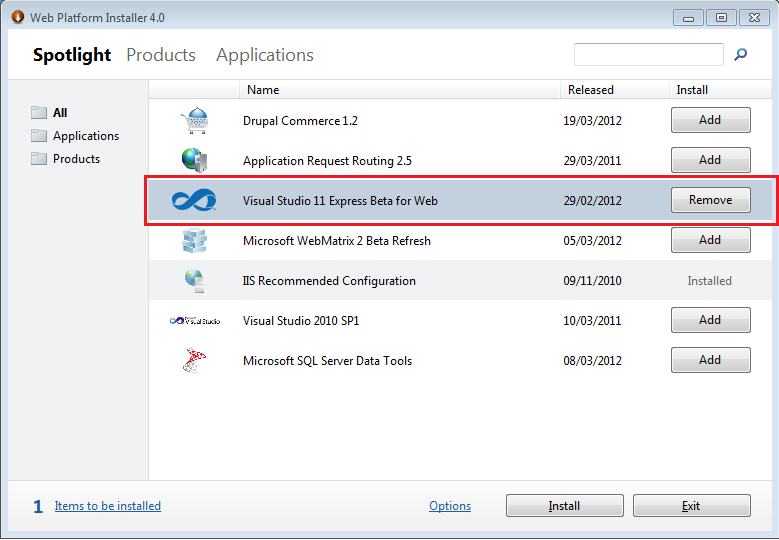 Web Platform Installer 4.0
Spotlight Products Applications
Name Released Install
All
Applications
Products
Drupal Commerce 1.2 19/03/2012 Add
Application Request Routing 2.5 29/03/2011 Add
Visual Studio 11 Express Beta for Web 29/02/2012 Remove
Microsoft WebMatrix 2 Beta Refresh 05/03/2012 Add
IIS Recommended Configuration 09/11/2010 Installed
Visual Studio Visual Studio 2010 SP1 10/03/2011 Add
Microsoft SQL Server Data Tools 08/03/2012 Add
1 Items to be installed Options Install Exit